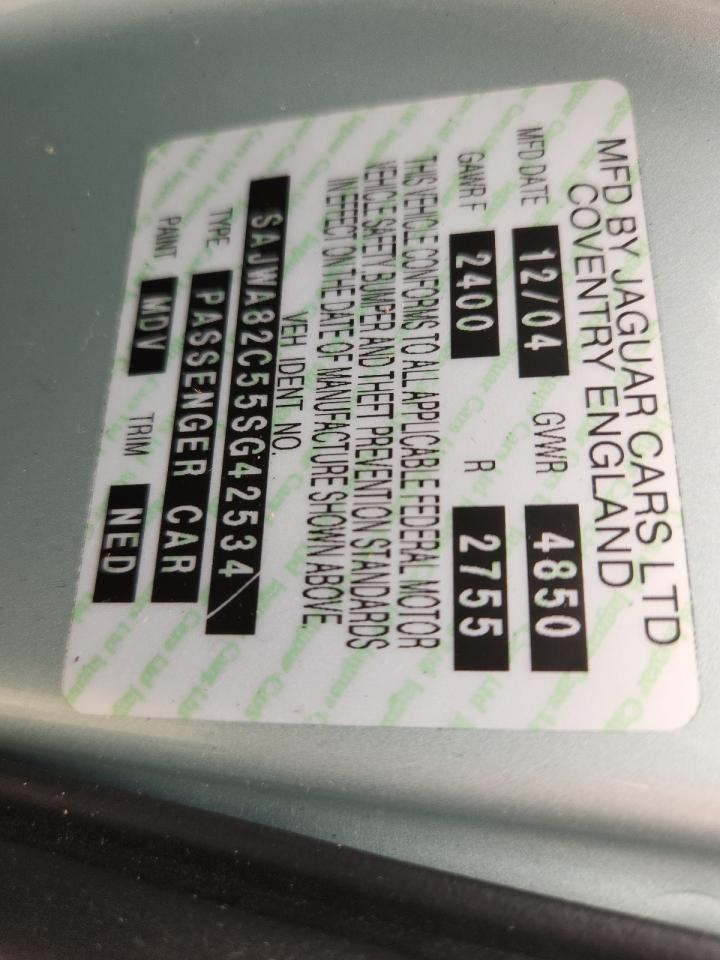 MFD BY JAGUAR CARS LTD
COVENTRY ENGLAND
MFD DATE 12/04 GVWR 4850
GAWR F 2400 R 2755
THIS VEHICLE CONFORMS TO ALL APPLICABLE FEDERAL MOTOR
VEHICLE SAFETY BUMPER AND THEFT PREVENTION STANDARDS
IN EFFECT ON THE DATE OF MANUFACTURE SHOWN ABOVE.
VEH IDENT NO.
SAJWA82C55SG42534
TYPE PASSENGER CAR
PAINT MDV TRIM NED